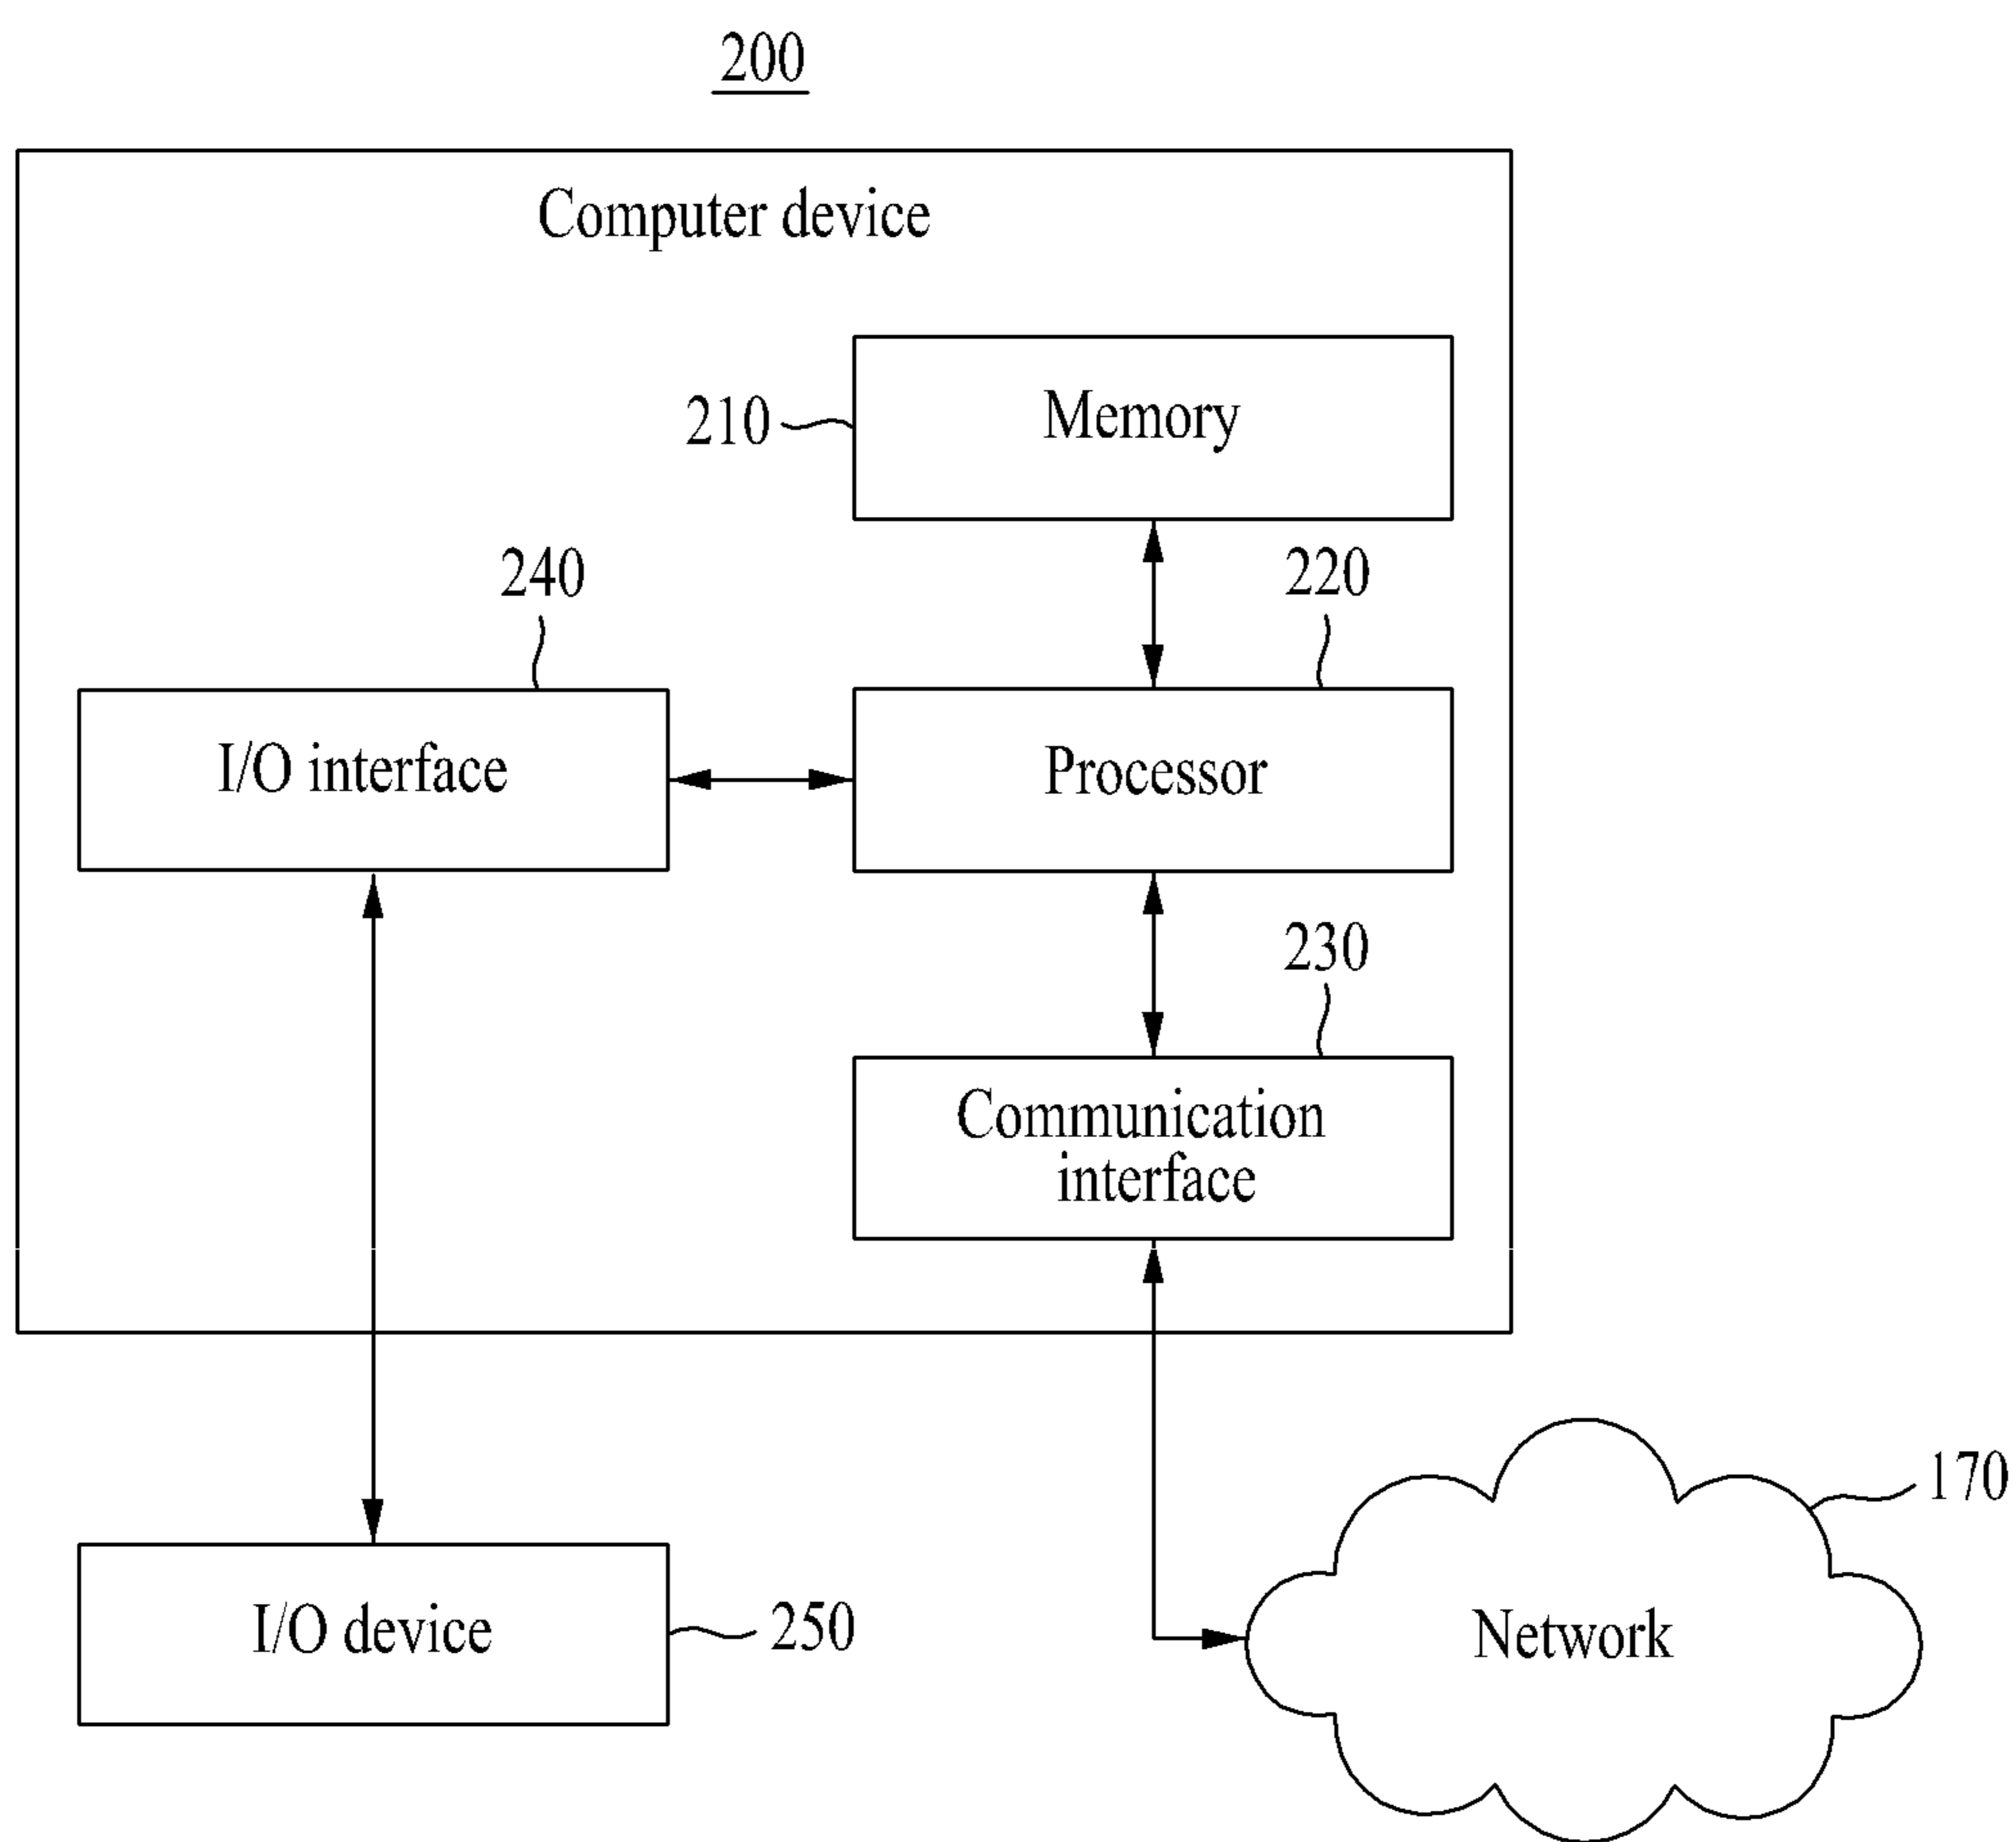 200
Computer device
210
Memory
240
220
I/O interface
Processor
230
Communication
interface
170
I/O device
250
Network